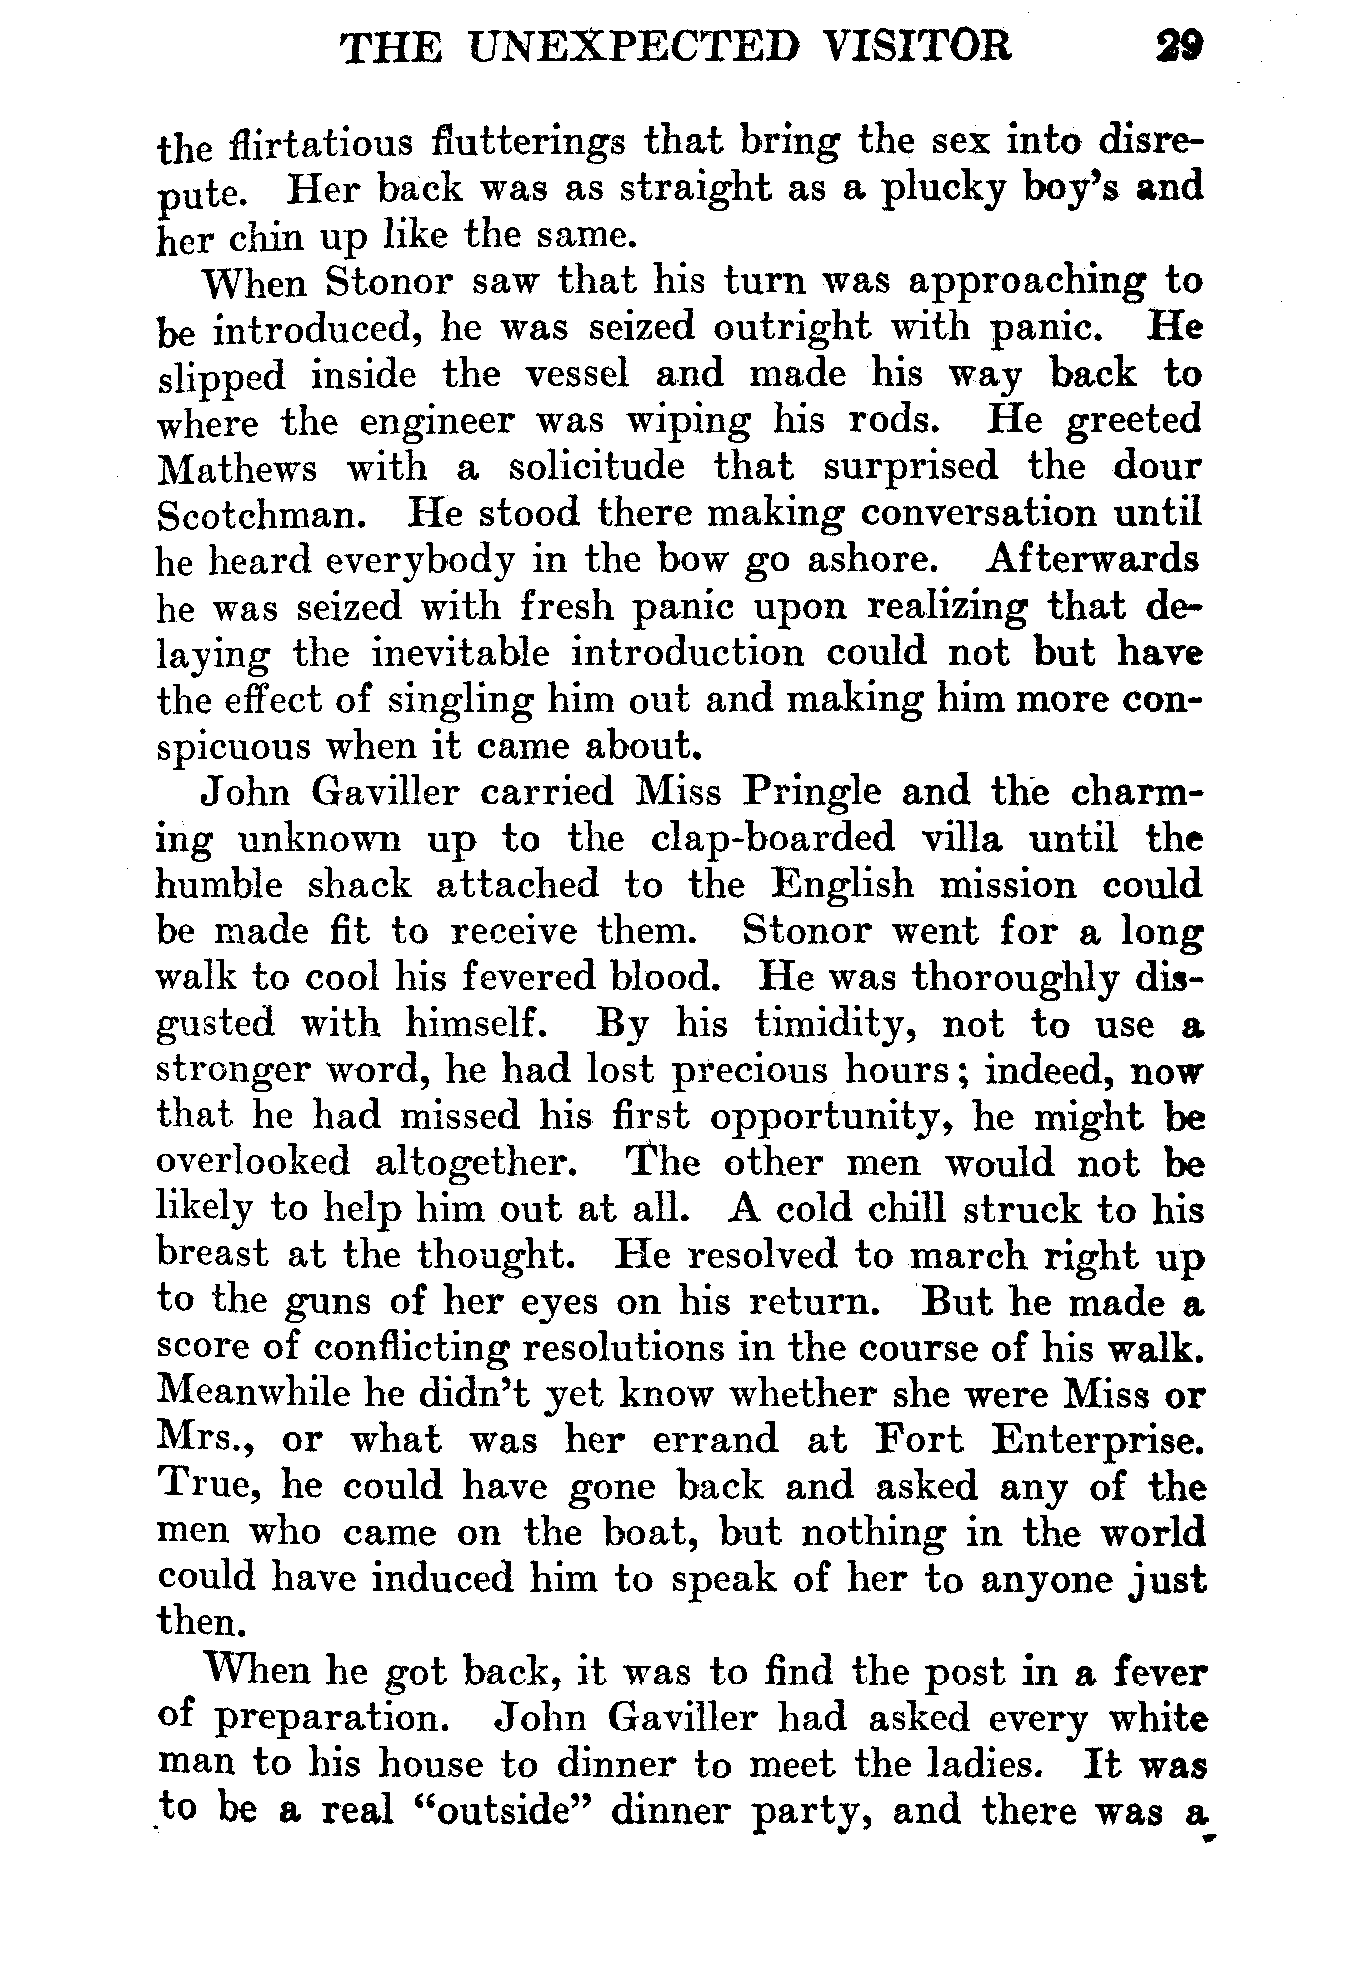 THE UNEXPECTED VISITOR 29
the flirtatious flutterings that bring the sex into disre-
pute. Her back was as straight as a plucky boy's and
her chin up like the same.
When Stonor saw that his turn was approaching to
be introduced, he was seized outright with panic. He
slipped inside the vessel and made his way back to
where the engineer was wiping his rods. He greeted
Mathews with a solicitude that surprised the dour
Scotchman. He stood there making conversation until
he heard everybody in the bow go ashore. Afterwards
he was seized with fresh panic upon realizing that de-
laying the inevitable introduction could not but have
the effect of singling him out and making him more con-
spicuous when it came about.
John Gaviller carried Miss Pringle and the charm-
ing unknown up to the clap-boarded villa until the
humble shack attached to the English mission could
be made fit to receive them. Stonor went for a long
walk to cool his fevered blood. He was thoroughly dis-
gusted with himself. By his timidity, not to use a
stronger word, he had lost precious hours; indeed, now
that he had missed his first opportunity, he might be
overlooked altogether. The other men would not be
likely to help him out at all. A cold chill struck to his
breast at the thought. He resolved to march right up
to the guns of her eyes on his return. But he made a
score of conflicting resolutions in the course of his walk.
Meanwhile he didn't yet know whether she were Miss or
Mrs., or what was her errand at Fort Enterprise.
True, he could have gone back and asked any of the
men who came on the boat, but nothing in the world
could have induced him to speak of her to anyone just
then.
When he got back, it was to find the post in a fever
of preparation. John Gaviller had asked every white
man to his house to dinner to meet the ladies. It was
to be a real "outside" dinner party, and there was a